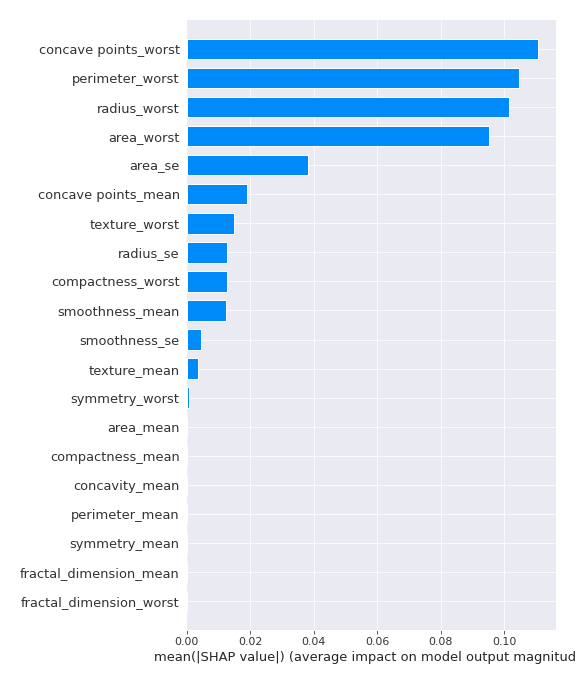 concave points_worst
perimeter_worst
radius_worst
area_worst
area_se
concave points_mean
texture_worst
radius_se
compactness_worst
smoothness_mean
smoothness_se
texture_mean
symmetry_worst
area_mean
compactness_mean
concavity_mean
perimeter_mean
symmetry_mean
fractal_dimension_mean
fractal_dimension_worst
0.00 0.02 0.04 0.06 0.08 0.10
mean(|SHAP value|) (average impact on model output magnitud